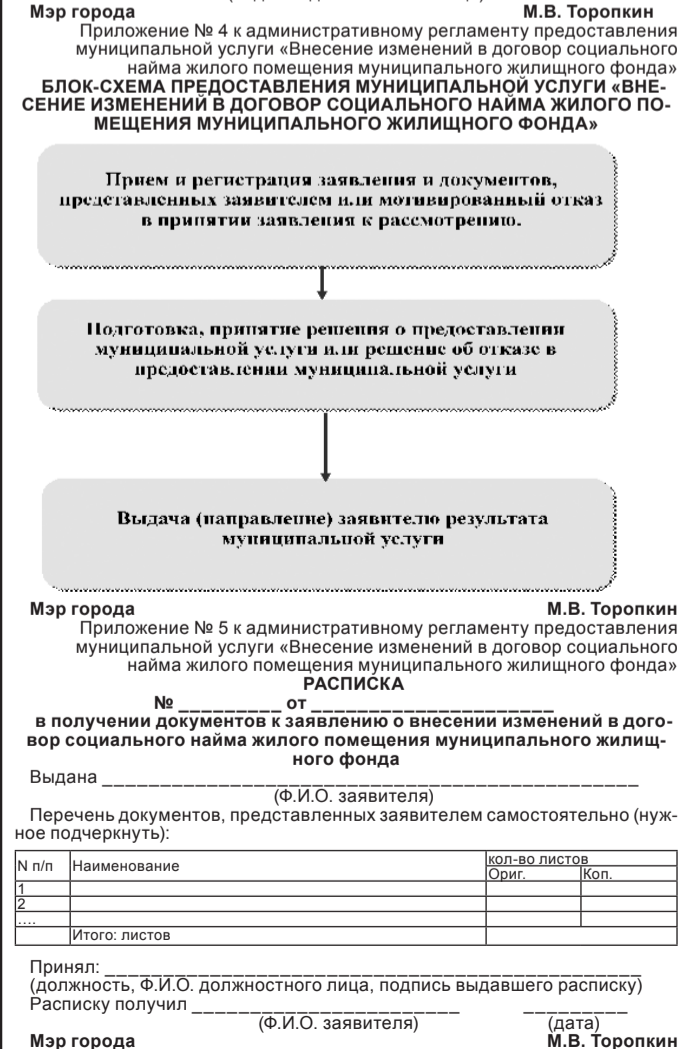 Мэр города М.В. Торопкин
Приложение № 4 к административному регламенту предоставления
муниципальной услуги «Внесение изменений в договор социального
найма жилого помещения муниципального жилищного фонда»
БЛОК-СХЕМА ПРЕДОСТАВЛЕНИЯ МУНИЦИПАЛЬНОЙ УСЛУГИ «ВНЕ-
СЕНИЕ ИЗМЕНЕНИЙ В ДОГОВОР СОЦИАЛЬНОГО НАЙМА ЖИЛОГО ПО-
МЕЩЕНИЯ МУНИЦИПАЛЬНОГО ЖИЛИЩНОГО ФОНДА»
Прием и регистрация заявления и документов,
представленных заявителем или мотивированный отказ
в принятии заявления к рассмотрению.
Подготовка, принятие решения о предоставлении
муниципальной услуги или решение об отказе в
предоставлении муниципальной услуги
Выдача (направление) заявителю результата
муниципальной услуги
Мэр города М.В. Торопкин
Приложение № 5 к административному регламенту предоставления
муниципальной услуги «Внесение изменений в договор социального
найма жилого помещения муниципального жилищного фонда»
РАСПИСКА
№ _________ от _____________________
в получении документов к заявлению о внесении изменений в дого-
вор социального найма жилого помещения муниципального жилищ-
ного фонда
Выдана ______________________________________________
(Ф.И.О. заявителя)
Перечень документов, представленных заявителем самостоятельно (нуж-
ное подчеркнуть):
N п/п Наименование кол-во листов
Ориг. Коп.
1
2
....
Итого: листов
Принял: ______________________________________________
(должность, Ф.И.О. должностного лица, подпись выдавшего расписку)
Расписку получил _______________________ _________
(Ф.И.О. заявителя) (дата)
Мэр города М.В. Торопкин